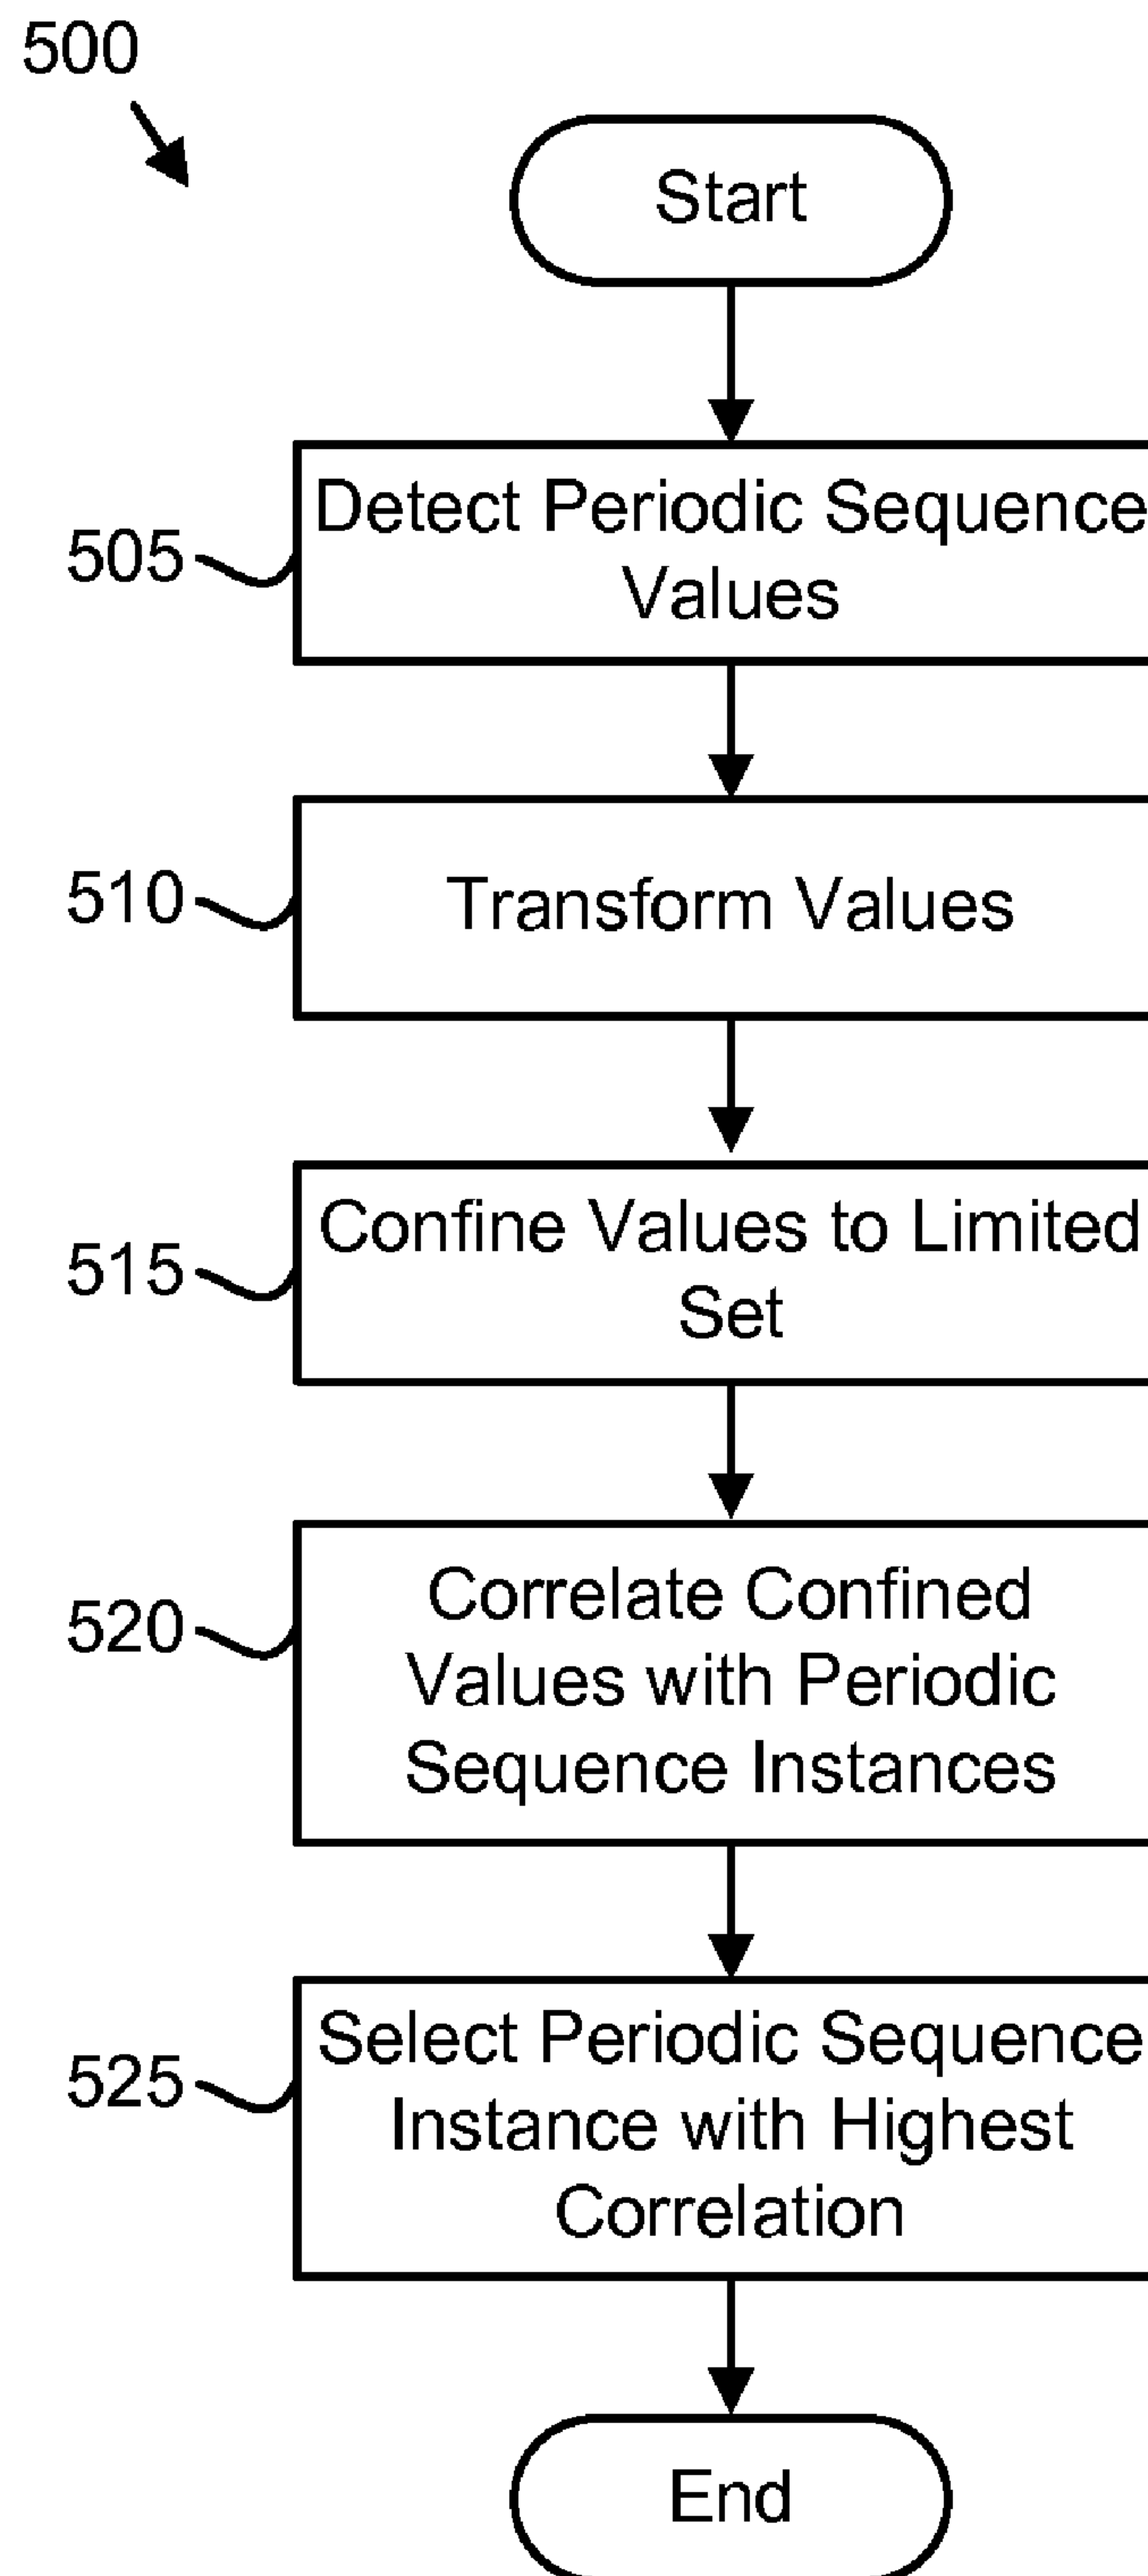 500
Start
505
Detect Periodic Sequence
Values
510
Transform Values
515
Confine Values to Limited
Set
520
Correlate Confined
Values with Periodic
Sequence Instances
525
Select Periodic Sequence
Instance with Highest
Correlation
End